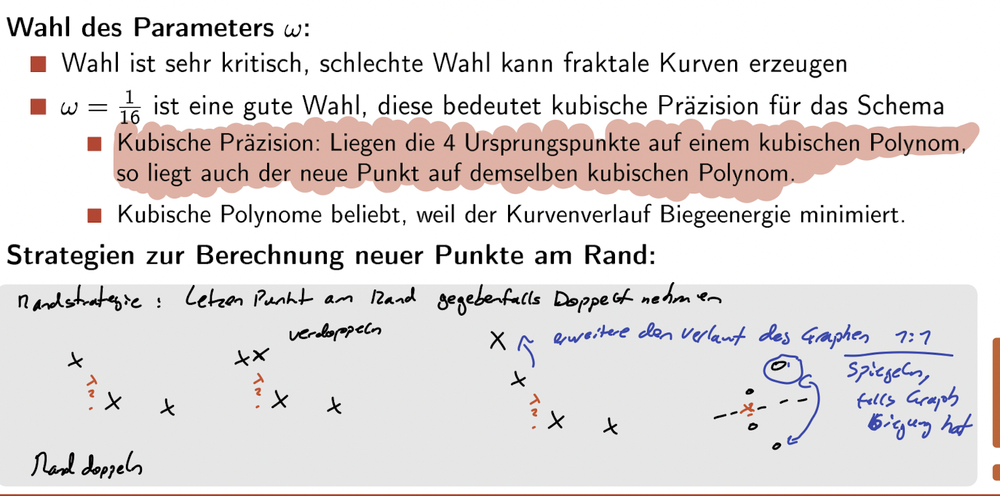 Wahl des Parameters ω:
Wahl ist sehr kritisch, schlechte Wahl kann fraktale Kurven erzeugen
ω = 1/16 ist eine gute Wahl, diese bedeutet kubische Präzision für das Schema
Kubische Präzision: Liegen die 4 Ursprungspunkte auf einem kubischen Polynom,
so liegt auch der neue Punkt auf demselben kubischen Polynom.
Kubische Polynome beliebt, weil der Kurvenverlauf Biegeenergie minimiert.
Strategien zur Berechnung neuer Punkte am Rand:
Randstrategie: Letzen Punkt am Rand gegebenfalls Doppelt nehmen
verdoppeln
erweitere den Verlauf des Graphen 1:1
Spiegeln,
falls Graph
Biegung hat
Rand doppeln